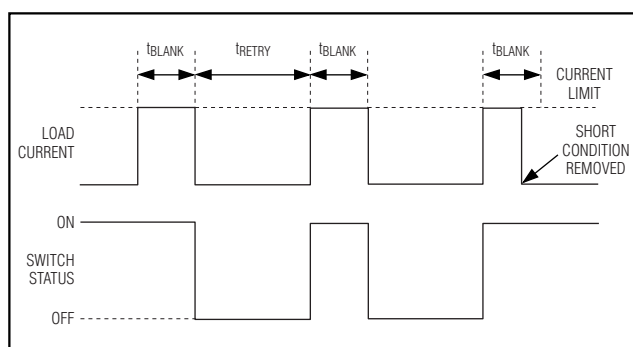 tBLANK
tRETRY
tBLANK
tBLANK
CURRENT
LIMIT
LOAD
CURRENT
SHORT
CONDITION
REMOVED
ON
SWITCH
STATUS
OFF